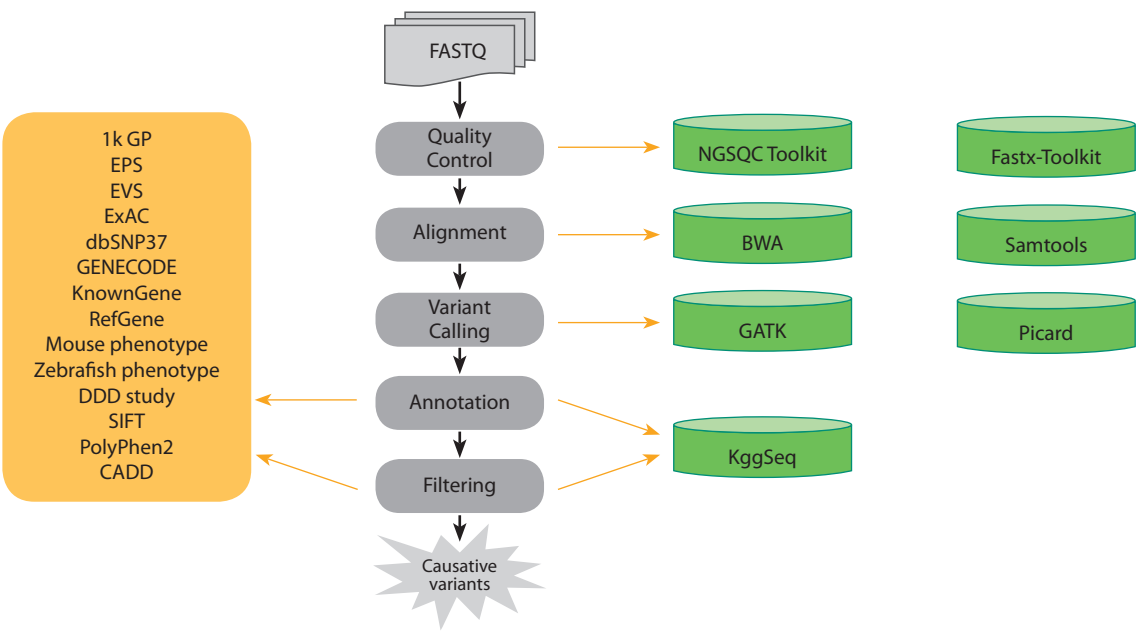 FASTQ
1k GP
EPS
EVS
ExAC
dbSNP37
GENECODE
KnownGene
RefGene
Mouse phenotype
Zebrafish phenotype
DDD study
SIFT
PolyPhen2
CADD
Quality
Control
NGSQC Toolkit
Fastx-Toolkit
Alignment
BWA
Samtools
Variant
Calling
GATK
Picard
Annotation
KggSeq
Filtering
Causative
variants